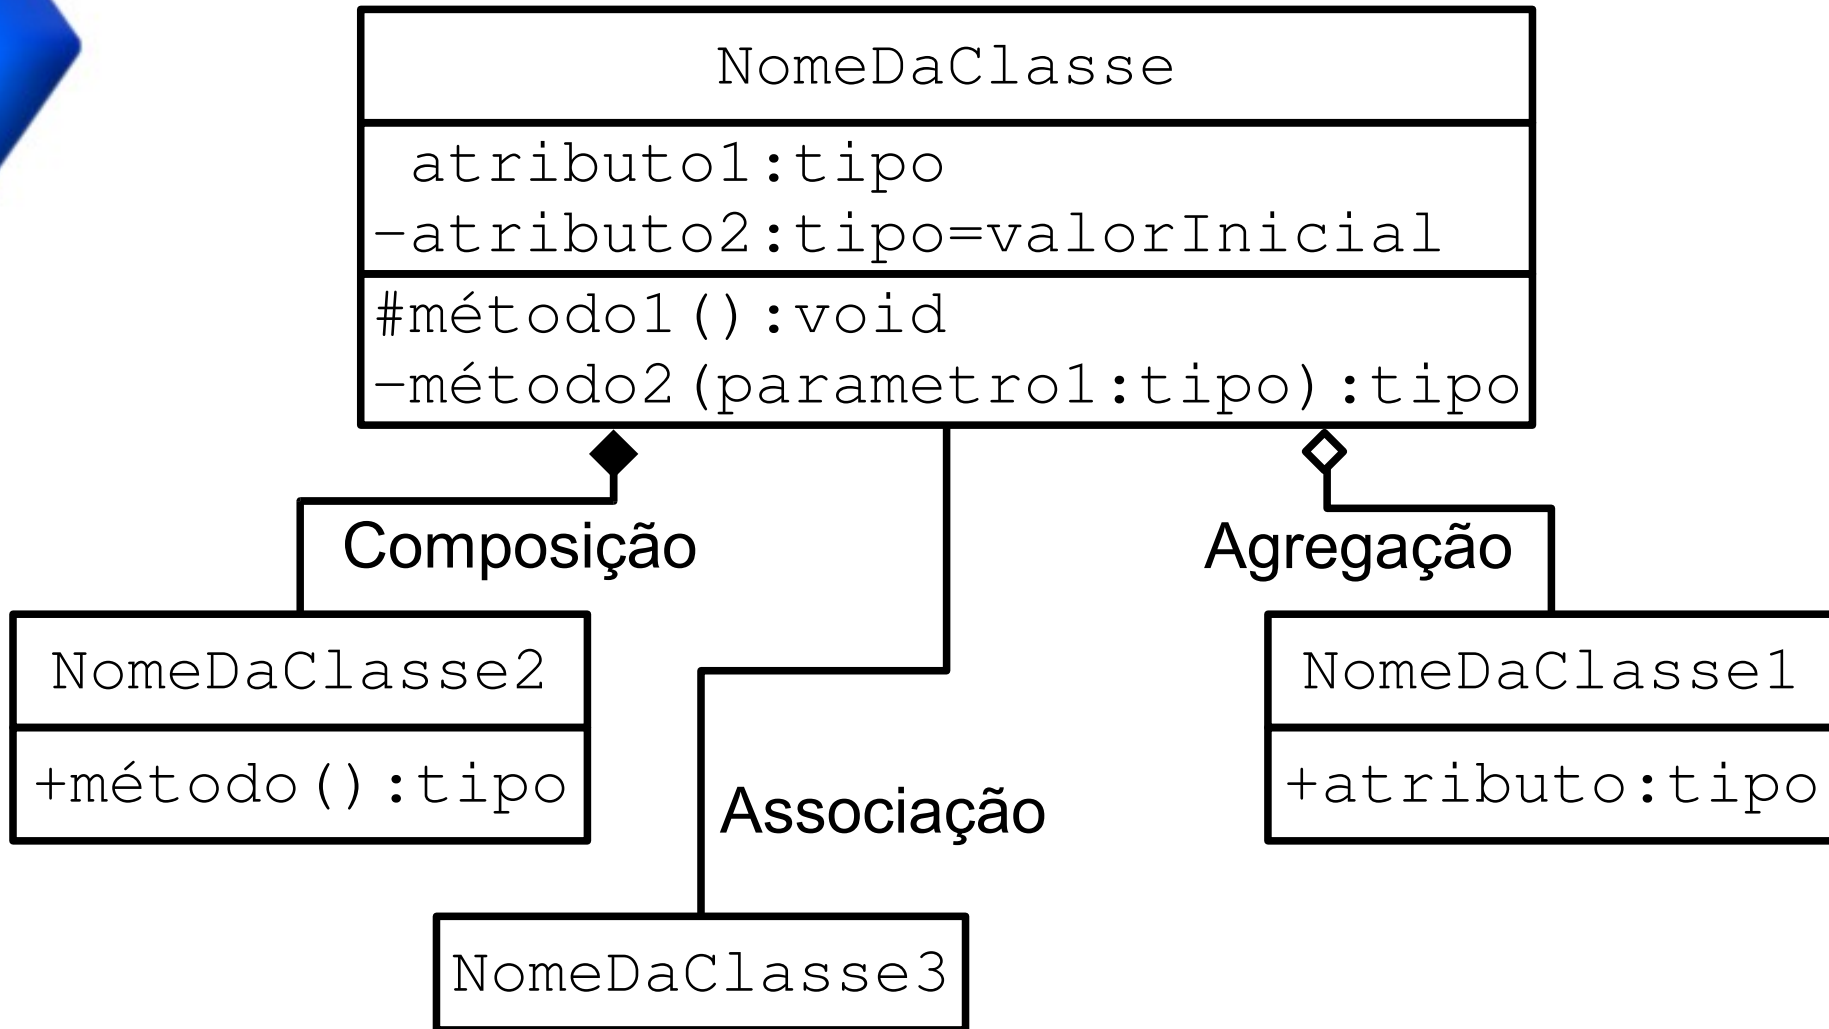 NomeDaClasse
atributo1:tipo
-atributo2:tipo=valorInicial
#método1():void
-método2(parametro1:tipo):tipo
Composição
Agregação
NomeDaClasse2
+método():tipo
NomeDaClasse1
+atributo:tipo
Associação
NomeDaClasse3